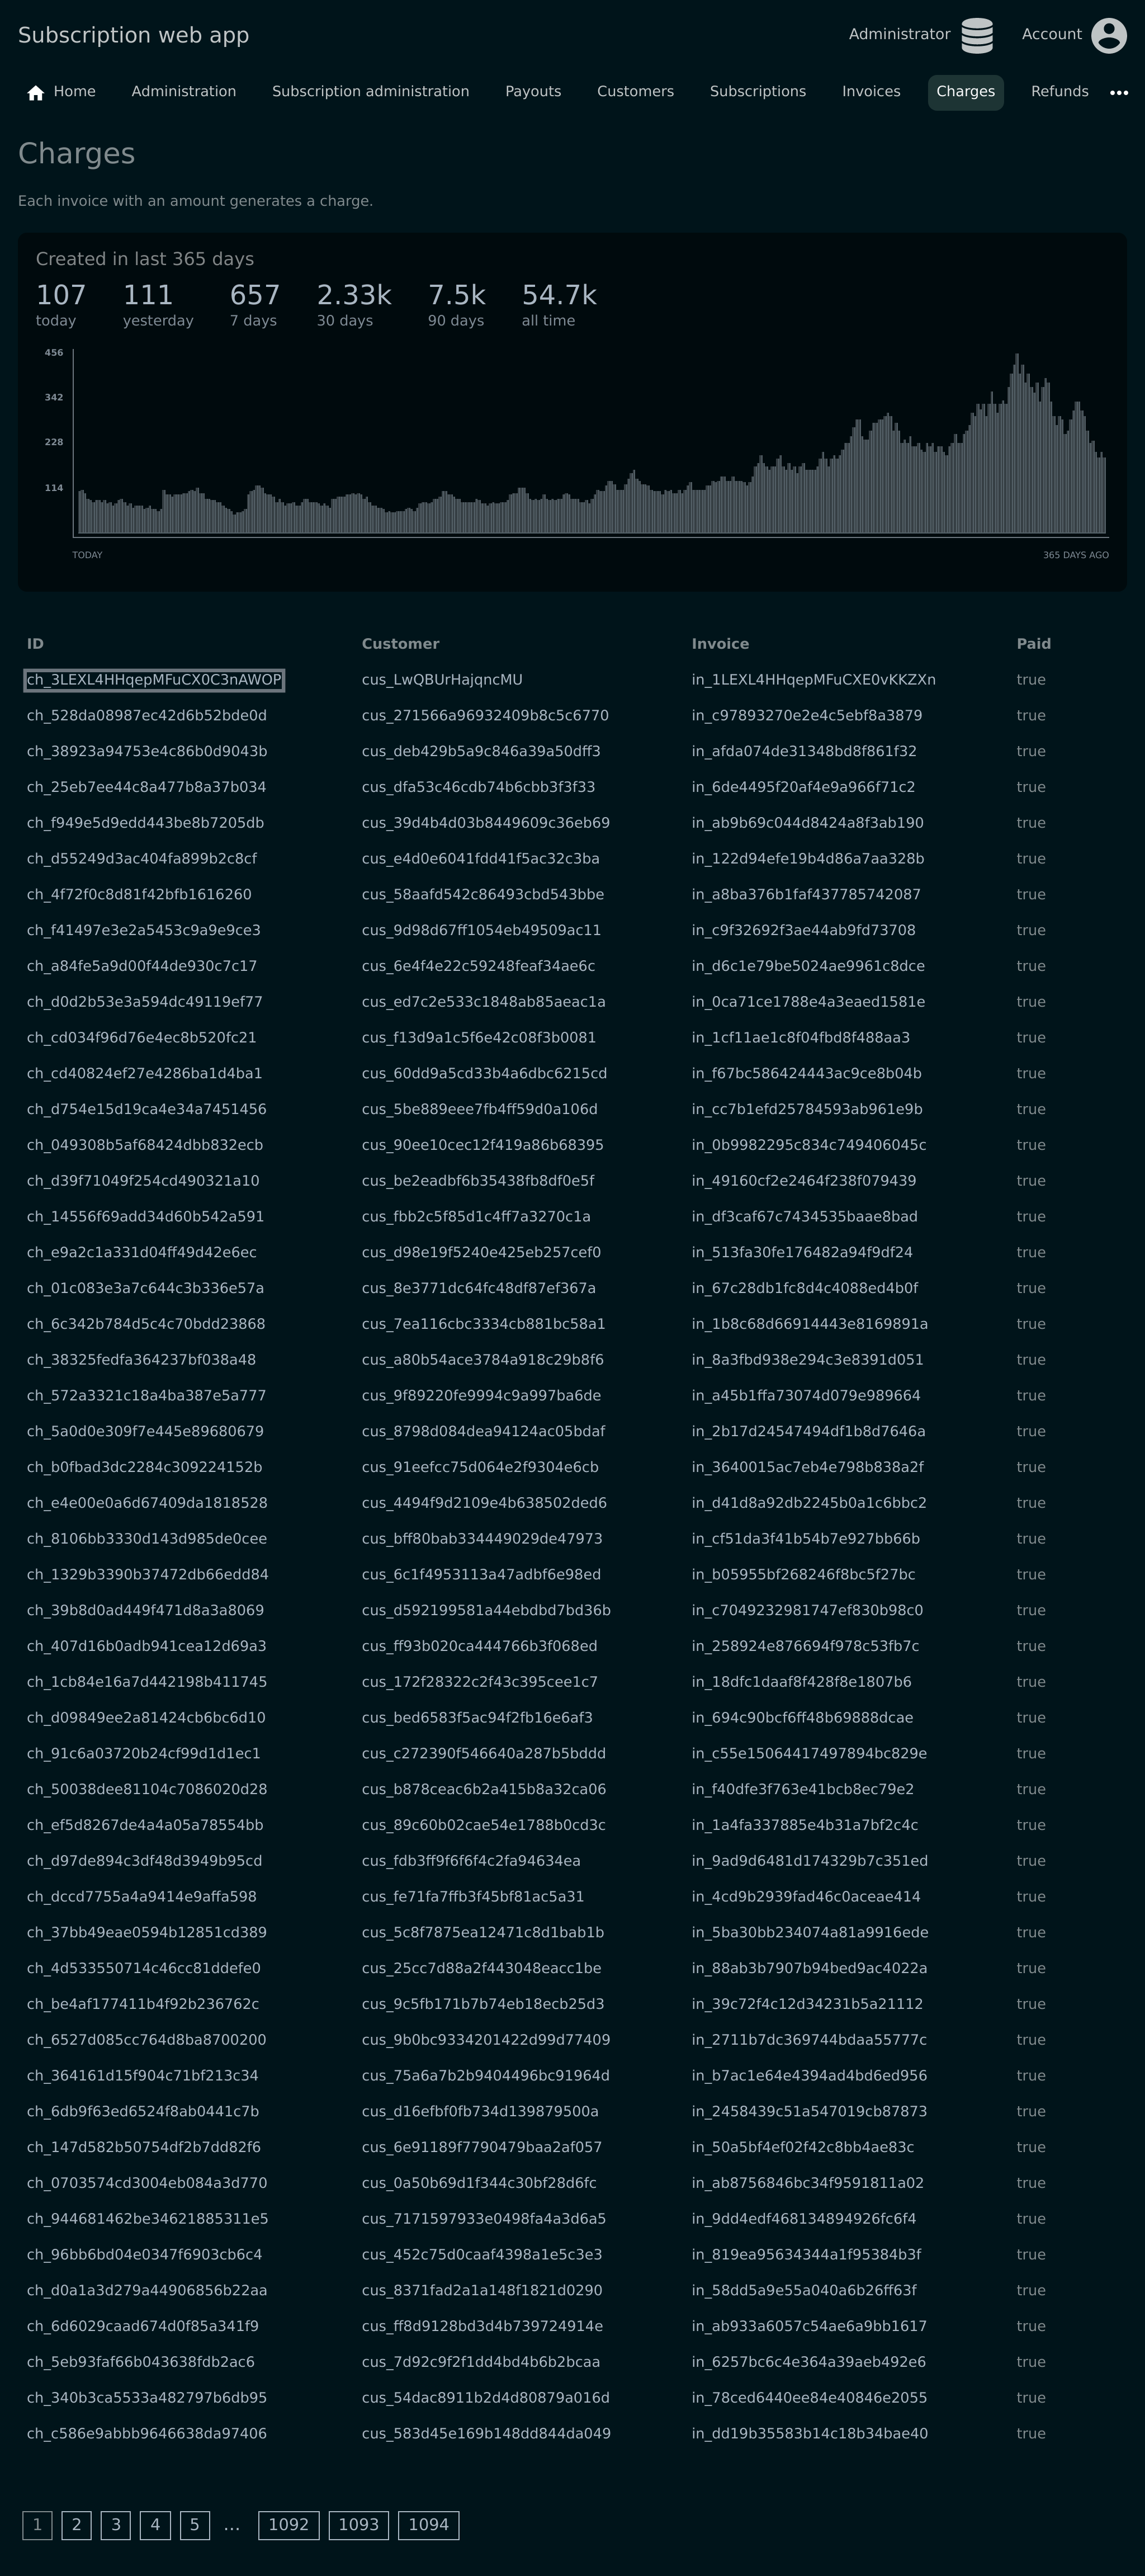 Subscription web app
Administrator
Account
Home Administration Subscription administration Payouts Customers Subscriptions Invoices Charges Refunds
Charges
Each invoice with an amount generates a charge.
Created in last 365 days
107 111 657 2.33k 7.5k 54.7k
today yesterday 7 days 30 days 90 days all time
456
342
228
114
TODAY 365 DAYS AGO
ID Customer Invoice Paid
ch_3LEXL4HHqepMFuCX0C3nAWOP cus_LwQBUrHajqncMU in_1LEXL4HHqepMFuCXE0vKKZXn true
ch_528da08987ec42d6b52bde0d cus_271566a96932409b8c5c6770 in_c97893270e2e4c5ebf8a3879 true
ch_38923a94753e4c86b0d9043b cus_deb429b5a9c846a39a50dff3 in_afda074de31348bd8f861f32 true
ch_25eb7ee44c8a477b8a37b034 cus_dfa53c46cdb74b6cbb3f3f33 in_6de4495f20af4e9a966f71c2 true
ch_f949e5d9edd443be8b7205db cus_39d4b4d03b8449609c36eb69 in_ab9b69c044d8424a8f3ab190 true
ch_d55249d3ac404fa899b2c8cf cus_e4d0e6041fdd41f5ac32c3ba in_122d94efe19b4d86a7aa328b true
ch_4f72f0c8d81f42bfb1616260 cus_58aafd542c86493cbd543bbe in_a8ba376b1faf437785742087 true
ch_f41497e3e2a5453c9a9e9ce3 cus_9d98d67ff1054eb49509ac11 in_c9f32692f3ae44ab9fd73708 true
ch_a84fe5a9d00f44de930c7c17 cus_6e4f4e22c59248feaf34ae6c in_d6c1e79be5024ae9961c8dce true
ch_d0d2b53e3a594dc49119ef77 cus_ed7c2e533c1848ab85aeac1a in_0ca71ce1788e4a3eaed1581e true
ch_cd034f96d76e4ec8b520fc21 cus_f13d9a1c5f6e42c08f3b0081 in_1cf11ae1c8f04fbd8f488aa3 true
ch_cd40824ef27e4286ba1d4ba1 cus_60dd9a5cd33b4a6dbc6215cd in_f67bc586424443ac9ce8b04b true
ch_d754e15d19ca4e34a7451456 cus_5be889eee7fb4ff59d0a106d in_cc7b1efd25784593ab961e9b true
ch_049308b5af68424dbb832ecb cus_90ee10cec12f419a86b68395 in_0b9982295c834c749406045c true
ch_d39f71049f254cd490321a10 cus_be2eadbf6b35438fb8df0e5f in_49160cf2e2464f238f079439 true
ch_14556f69add34d60b542a591 cus_fbb2c5f85d1c4ff7a3270c1a in_df3caf67c7434535baae8bad true
ch_e9a2c1a331d04ff49d42e6ec cus_d98e19f5240e425eb257cef0 in_513fa30fe176482a94f9df24 true
ch_01c083e3a7c644c3b336e57a cus_8e3771dc64fc48df87ef367a in_67c28db1fc8d4c4088ed4b0f true
ch_6c342b784d5c4c70bdd23868 cus_7ea116cbc3334cb881bc58a1 in_1b8c68d66914443e8169891a true
ch_38325fedfa364237bf038a48 cus_a80b54ace3784a918c29b8f6 in_8a3fbd938e294c3e8391d051 true
ch_572a3321c18a4ba387e5a777 cus_9f89220fe9994c9a997ba6de in_a45b1ffa73074d079e989664 true
ch_5a0d0e309f7e445e89680679 cus_8798d084dea94124ac05bdaf in_2b17d24547494df1b8d7646a true
ch_b0fbad3dc2284c309224152b cus_91eefcc75d064e2f9304e6cb in_3640015ac7eb4e798b838a2f true
ch_e4e00e0a6d67409da1818528 cus_4494f9d2109e4b638502ded6 in_d41d8a92db2245b0a1c6bbc2 true
ch_8106bb3330d143d985de0cee cus_bff80bab334449029de47973 in_cf51da3f41b54b7e927bb66b true
ch_1329b3390b37472db66edd84 cus_6c1f4953113a47adbf6e98ed in_b05955bf268246f8bc5f27bc true
ch_39b8d0ad449f471d8a3a8069 cus_d592199581a44ebdbd7bd36b in_c7049232981747ef830b98c0 true
ch_407d16b0adb941cea12d69a3 cus_ff93b020ca444766b3f068ed in_258924e876694f978c53fb7c true
ch_1cb84e16a7d442198b411745 cus_172f28322c2f43c395cee1c7 in_18dfc1daaf8f428f8e1807b6 true
ch_d09849ee2a81424cb6bc6d10 cus_bed6583f5ac94f2fb16e6af3 in_694c90bcf6ff48b69888dcae true
ch_91c6a03720b24cf99d1d1ec1 cus_c272390f546640a287b5bddd in_c55e15064417497894bc829e true
ch_50038dee81104c7086020d28 cus_b878ceac6b2a415b8a32ca06 in_f40dfe3f763e41bcb8ec79e2 true
ch_ef5d8267de4a4a05a78554bb cus_89c60b02cae54e1788b0cd3c in_1a4fa337885e4b31a7bf2c4c true
ch_d97de894c3df48d3949b95cd cus_fdb3ff9f6f6f4c2fa94634ea in_9ad9d6481d174329b7c351ed true
ch_dccd7755a4a9414e9affa598 cus_fe71fa7ffb3f45bf81ac5a31 in_4cd9b2939fad46c0aceae414 true
ch_37bb49eae0594b12851cd389 cus_5c8f7875ea12471c8d1bab1b in_5ba30bb234074a81a9916ede true
ch_4d533550714c46cc81ddefe0 cus_25cc7d88a2f443048eacc1be in_88ab3b7907b94bed9ac4022a true
ch_be4af177411b4f92b236762c cus_9c5fb171b7b74eb18ecb25d3 in_39c72f4c12d34231b5a21112 true
ch_6527d085cc764d8ba8700200 cus_9b0bc9334201422d99d77409 in_2711b7dc369744bdaa55777c true
ch_364161d15f904c71bf213c34 cus_75a6a7b2b9404496bc91964d in_b7ac1e64e4394ad4bd6ed956 true
ch_6db9f63ed6524f8ab0441c7b cus_d16efbf0fb734d139879500a in_2458439c51a547019cb87873 true
ch_147d582b50754df2b7dd82f6 cus_6e91189f7790479baa2af057 in_50a5bf4ef02f42c8bb4ae83c true
ch_0703574cd3004eb084a3d770 cus_0a50b69d1f344c30bf28d6fc in_ab8756846bc34f9591811a02 true
ch_944681462be34621885311e5 cus_7171597933e0498fa4a3d6a5 in_9dd4edf468134894926fc6f4 true
ch_96bb6bd04e0347f6903cb6c4 cus_452c75d0caaf4398a1e5c3e3 in_819ea95634344a1f95384b3f true
ch_d0a1a3d279a44906856b22aa cus_8371fad2a1a148f1821d0290 in_58dd5a9e55a040a6b26ff63f true
ch_6d6029caad674d0f85a341f9 cus_ff8d9128bd3d4b739724914e in_ab933a6057c54ae6a9bb1617 true
ch_5eb93faf66b043638fdb2ac6 cus_7d92c9f2f1dd4bd4b6b2bcaa in_6257bc6c4e364a39aeb492e6 true
ch_340b3ca5533a482797b6db95 cus_54dac8911b2d4d80879a016d in_78ced6440ee84e40846e2055 true
ch_c586e9abbb9646638da97406 cus_583d45e169b148dd844da049 in_dd19b35583b14c18b34bae40 true
1 2 3 4 5 … 1092 1093 1094